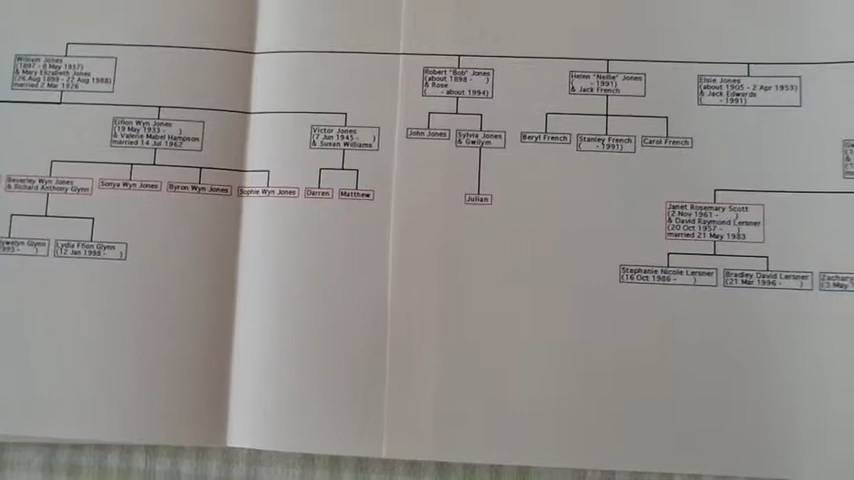 William Jones
(1897 - 8 May 1937)
& Mary Elizabeth Jones
(26 Aug 1899 - 22 Aug 1988)
married 2 Mar 1926
Robert "Bob" Jones
(about 1898 - )
& Rose
( - about 1994)
Helen "Nellie" Jones
( - 1991)
& Jack French
Elsie Jones
(about 1905 - 2 Apr 1953)
& Jack Edwards
( - 1991)
Eifion Wyn Jones
(19 May 1933 - )
& Valerie Mabel Hampson
married 14 Jul 1962
Victor Jones
(7 Jun 1945 - )
& Susan Williams
John Jones
Sylvia Jones
& Gwilym
Beryl French
Stanley French
( - 1991)
Carol French
Beverley Wyn Jones
& Richard Anthony Glynn
Sonya Wyn Jones
Byron Wyn Jones
Sophie Wyn Jones
Darren
Matthew
Julian
Janet Rosemary Scott
(2 Nov 1961 - )
& David Raymond Lersner
(20 Oct 1957 - )
married 21 May 1983
Glynn
Lydia Ffion Glynn
(12 Jan 1998 - )
Stephanie Nicole Lersner
(16 Oct 1986 - )
Bradley David Lersner
(21 Mar 1996 - )
(3 May